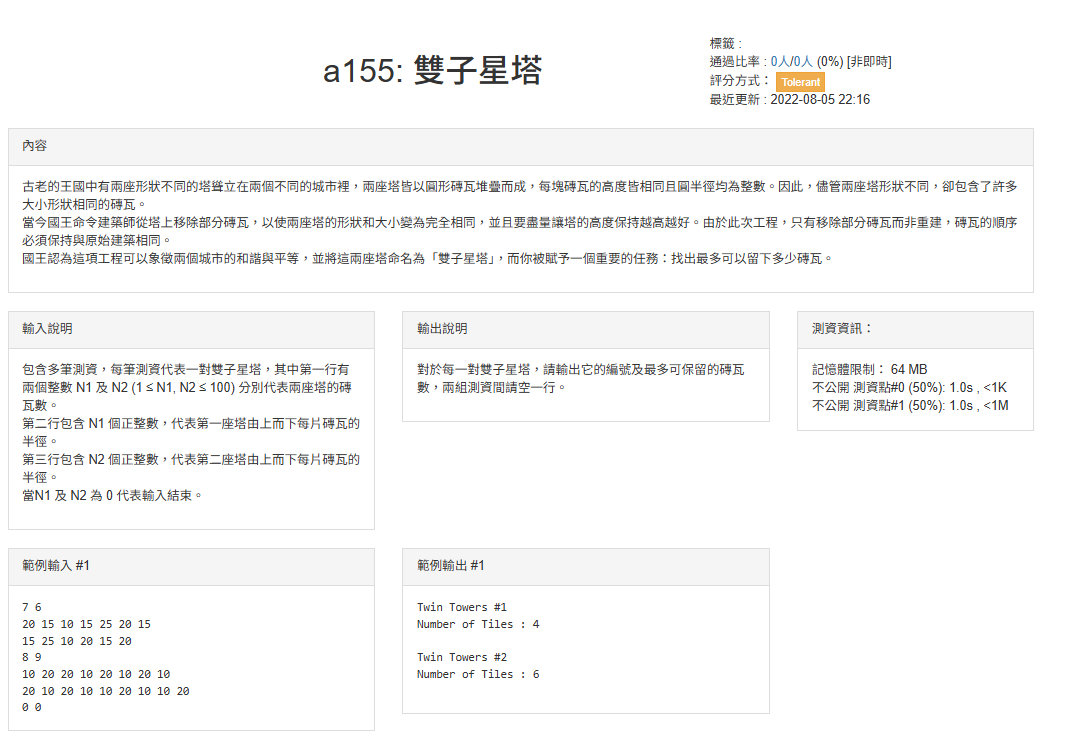 a155: 雙子星塔
標籤 :
通過比率 : 0人/0人 (0%) [非即時]
評分方式： Tolerant
最近更新 : 2022-08-05 22:16
內容
古老的王國中有兩座形狀不同的塔聳立在兩個不同的城市裡，兩座塔皆以圓形磚瓦堆疊而成，每塊磚瓦的高度皆相同且圓半徑均為整數。因此，儘管兩座塔形狀不同，卻包含了許多
大小形狀相同的磚瓦。
當今國王命令建築師從塔上移除部分磚瓦，以使兩座塔的形狀和大小變為完全相同，並且要盡量讓塔的高度保持越高越好。由於此次工程，只有移除部分磚瓦而非重建，磚瓦的順序
必須保持與原始建築相同。
國王認為這項工程可以象徵兩個城市的和諧與平等，並將這兩座塔命名為「雙子星塔」，而你被賦予一個重要的任務：找出最多可以留下多少磚瓦。
輸入說明
包含多筆測資，每筆測資代表一對雙子星塔，其中第一行有
兩個整數 N1 及 N2 (1 ≤ N1, N2 ≤ 100) 分別代表兩座塔的磚
瓦數。
第二行包含 N1 個正整數，代表第一座塔由上而下每片磚瓦的
半徑。
第三行包含 N2 個正整數，代表第二座塔由上而下每片磚瓦的
半徑。
當N1 及 N2 為 0 代表輸入結束。
輸出說明
對於每一對雙子星塔，請輸出它的編號及最多可保留的磚瓦
數，兩組測資間請空一行。
測資資訊：
記憶體限制： 64 MB
不公開 測資點#0 (50%): 1.0s , <1K
不公開 測資點#1 (50%): 1.0s , <1M
範例輸入 #1
7 6
20 15 10 15 25 20 15
15 25 10 20 15 20
8 9
10 20 20 10 20 10 20 10
20 10 20 10 10 20 10 10 20
0 0
範例輸出 #1
Twin Towers #1
Number of Tiles : 4
Twin Towers #2
Number of Tiles : 6